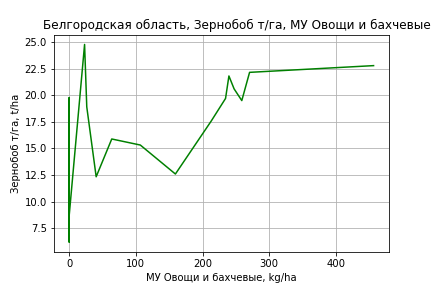 Белгородская область, Зернобоб т/га, МУ Овощи и бахчевые
25.0
22.5
20.0
17.5
15.0
12.5
10.0
7.5
Зернобоб т/га, t/ha
0 100 200 300 400
МУ Овощи и бахчевые, kg/ha